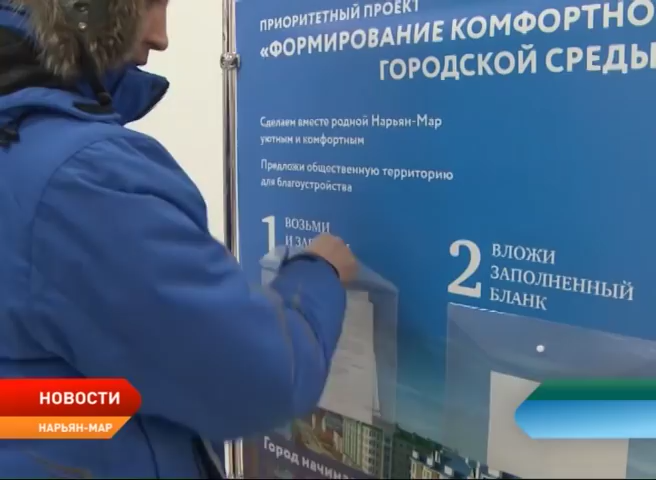 ПРИОРИТЕТНЫЙ ПРОЕКТ
«ФОРМИРОВАНИЕ КОМФОРТНО
ГОРОДСКОЙ СРЕДЫ
Сделаем вместе родной Нарьян-Мар
уютным и комфортным
Предложи общественную территорию
для благоустройства
1 ВОЗЬМИ
И
2 ВЛОЖИ
ЗАПОЛНЕННЫЙ
БЛАНК
НОВОСТИ
НАРЬЯН-МАР
Город начина